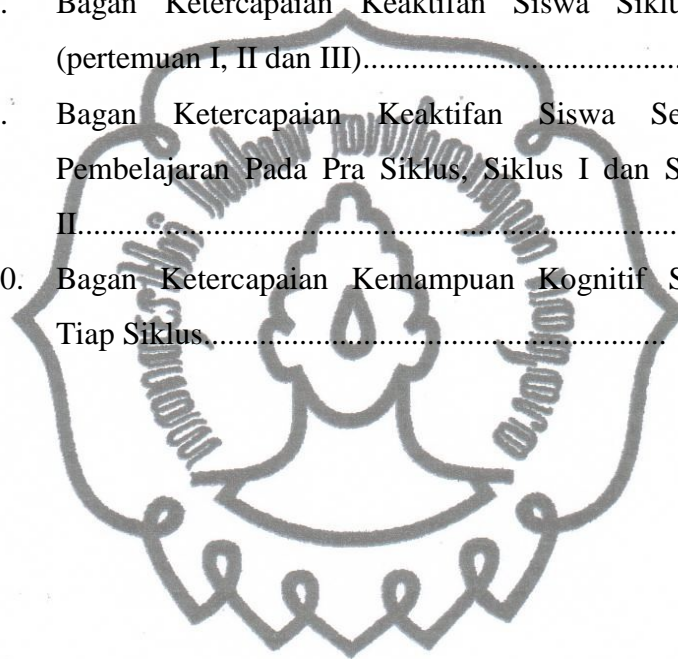 . Bagan Ketercapaian Keaktifan Siswa Siklu
(pertemuan I, II dan III)...........................................
. Bagan Ketercapaian Keaktifan Siswa Se
Pembelajaran Pada Pra Siklus, Siklus I dan S
II...........................................................................
0. Bagan Ketercapaian Kemampuan Kognitif S
Tiap Siklus..........................................................